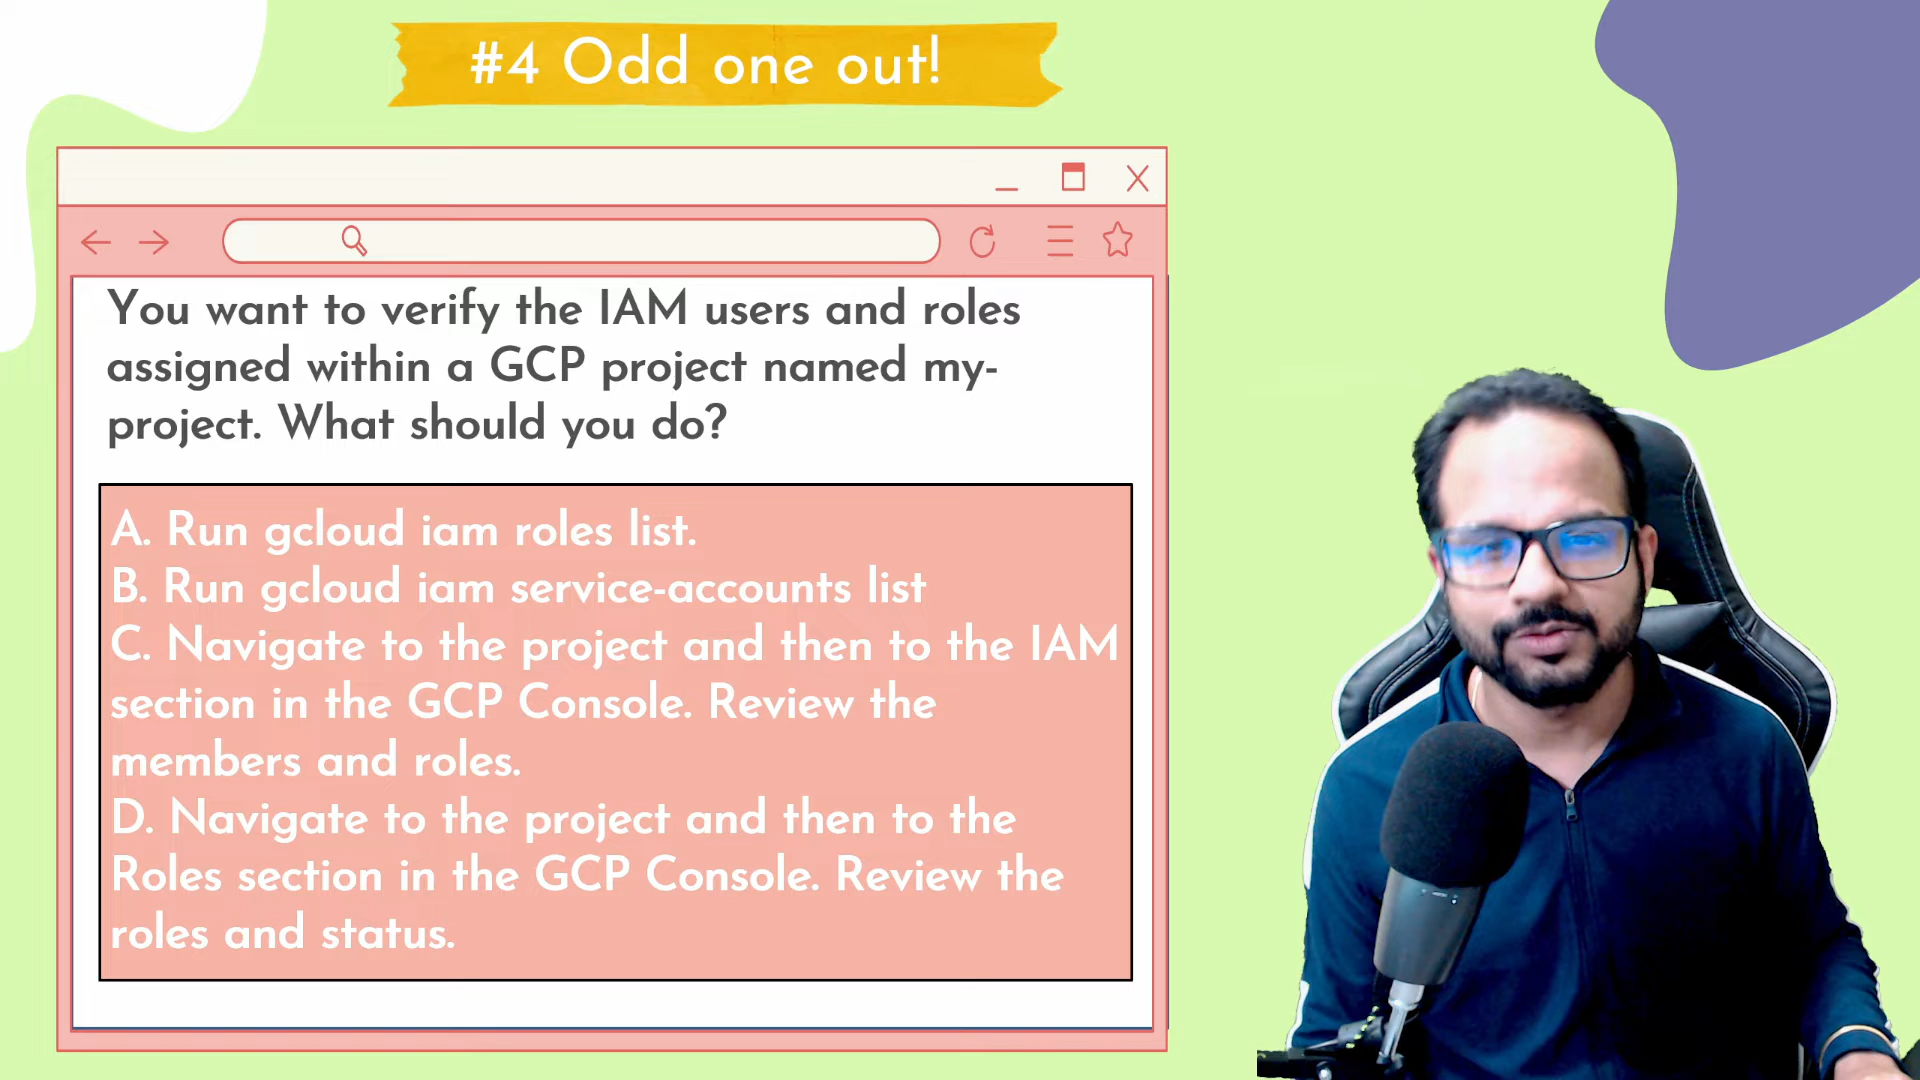 #4 Odd one out!
You want to verify the IAM users and roles
assigned within a GCP project named my-
project. What should you do?
A. Run gcloud iam roles list.
B. Run gcloud iam service-accounts list
C. Navigate to the project and then to the IAM
section in the GCP Console. Review the
members and roles.
D. Navigate to the project and then to the
Roles section in the GCP Console. Review the
roles and status.